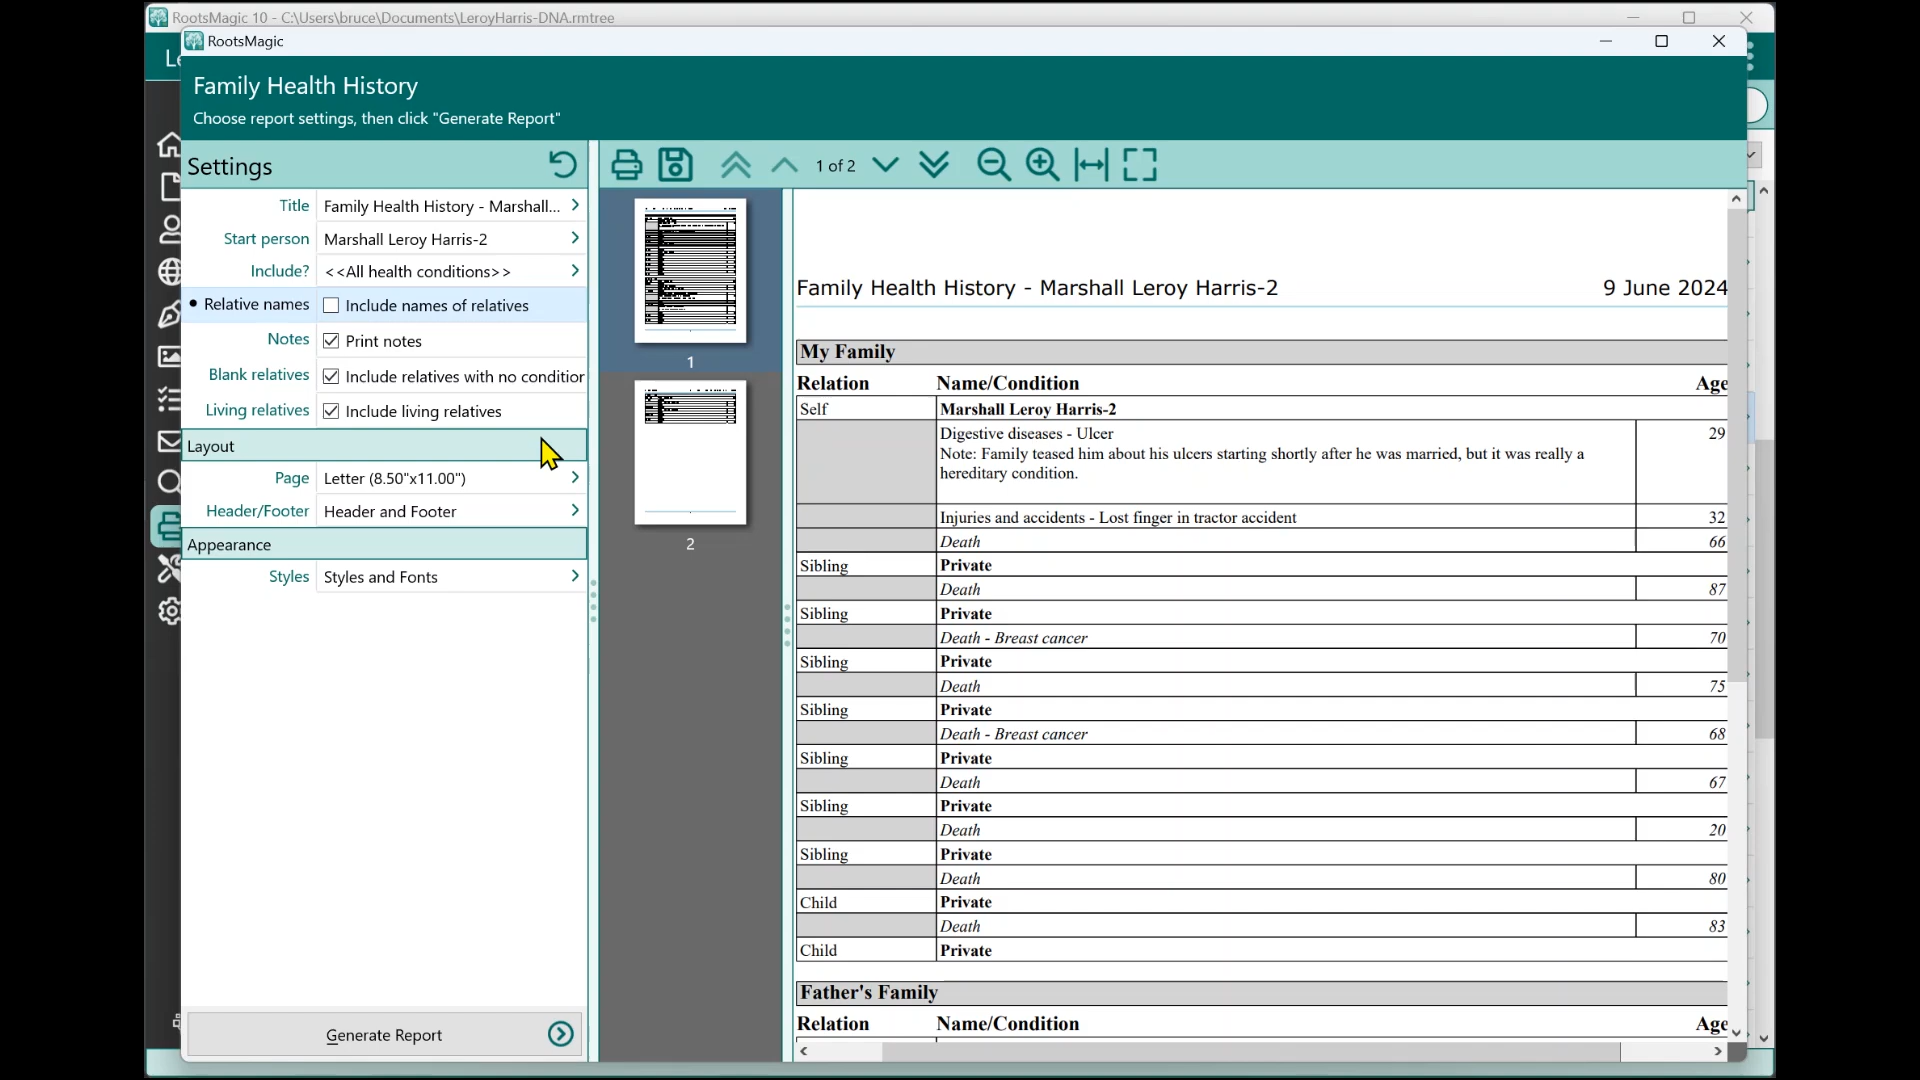 RootsMagic 10 - C:\Users\bruce\Documents\LeroyHarris-DNA.rmtree
RootsMagic
Le
Family Health History
Choose report settings, then click "Generate Report"
Settings
1 of 2
Title Family Health History - Marshall...
Start person Marshall Leroy Harris-2
Include? <<All health conditions>>
• Relative names Include names of relatives
Notes Print notes
Blank relatives Include relatives with no condition
Living relatives Include living relatives
Layout
Page Letter (8.50"x11.00")
Header/Footer Header and Footer
Appearance
Styles Styles and Fonts
Generate Report
1
2
Family Health History - Marshall Leroy Harris-2 9 June 2024
My Family
Relation Name/Condition Age
Self Marshall Leroy Harris-2
Digestive diseases - Ulcer 29
Note: Family teased him about his ulcers starting shortly after he was married, but it was really a
hereditary condition.
Injuries and accidents - Lost finger in tractor accident 32
Death 66
Sibling Private
Death 87
Sibling Private
Death - Breast cancer 70
Sibling Private
Death 75
Sibling Private
Death - Breast cancer 68
Sibling Private
Death 67
Sibling Private
Death 20
Sibling Private
Death 80
Child Private
Death 83
Child Private
Father's Family
Relation Name/Condition Age